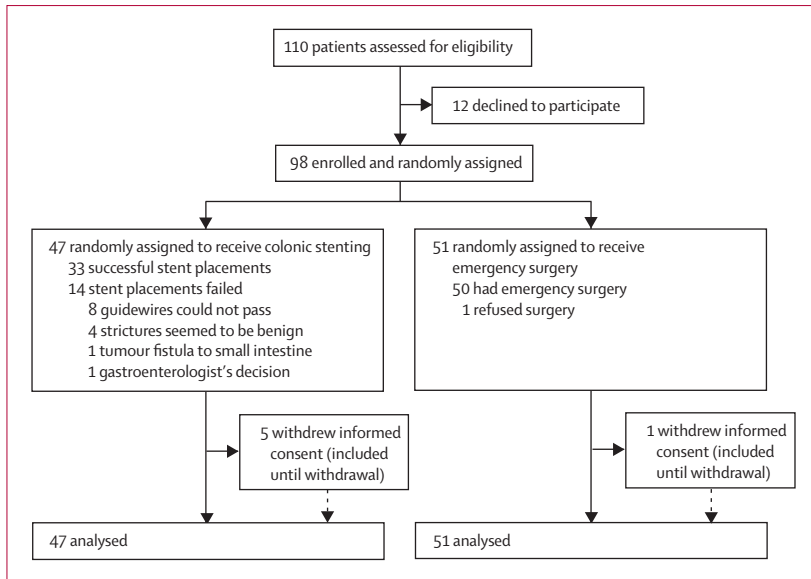 110 patients assessed for eligibility
12 declined to participate
98 enrolled and randomly assigned
47 randomly assigned to receive colonic stenting
33 successful stent placements
14 stent placements failed
8 guidewires could not pass
4 strictures seemed to be benign
1 tumour fistula to small intestine
1 gastroenterologist's decision
51 randomly assigned to receive
emergency surgery
50 had emergency surgery
1 refused surgery
5 withdrew informed
consent (included
until withdrawal)
1 withdrew informed
consent (included
until withdrawal)
47 analysed
51 analysed